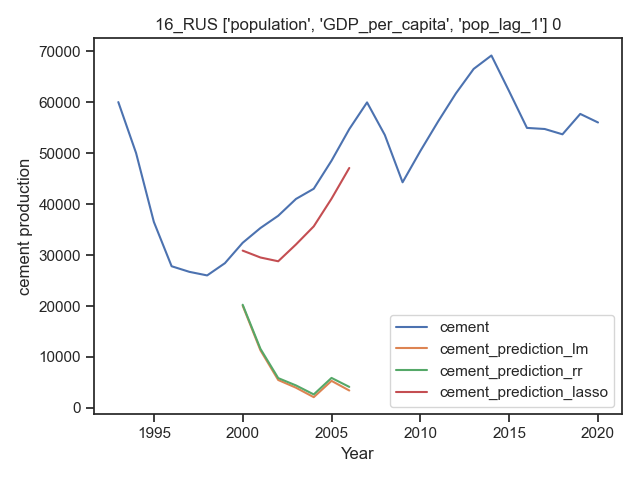 16_RUS ['population', 'GDP_per_capita', 'pop_lag_1'] 0
cement production
70000
60000
50000
40000
30000
20000
10000
0
cement
cement_prediction_lm
cement_prediction_rr
cement_prediction_lasso
1995 2000 2005 2010 2015 2020
Year